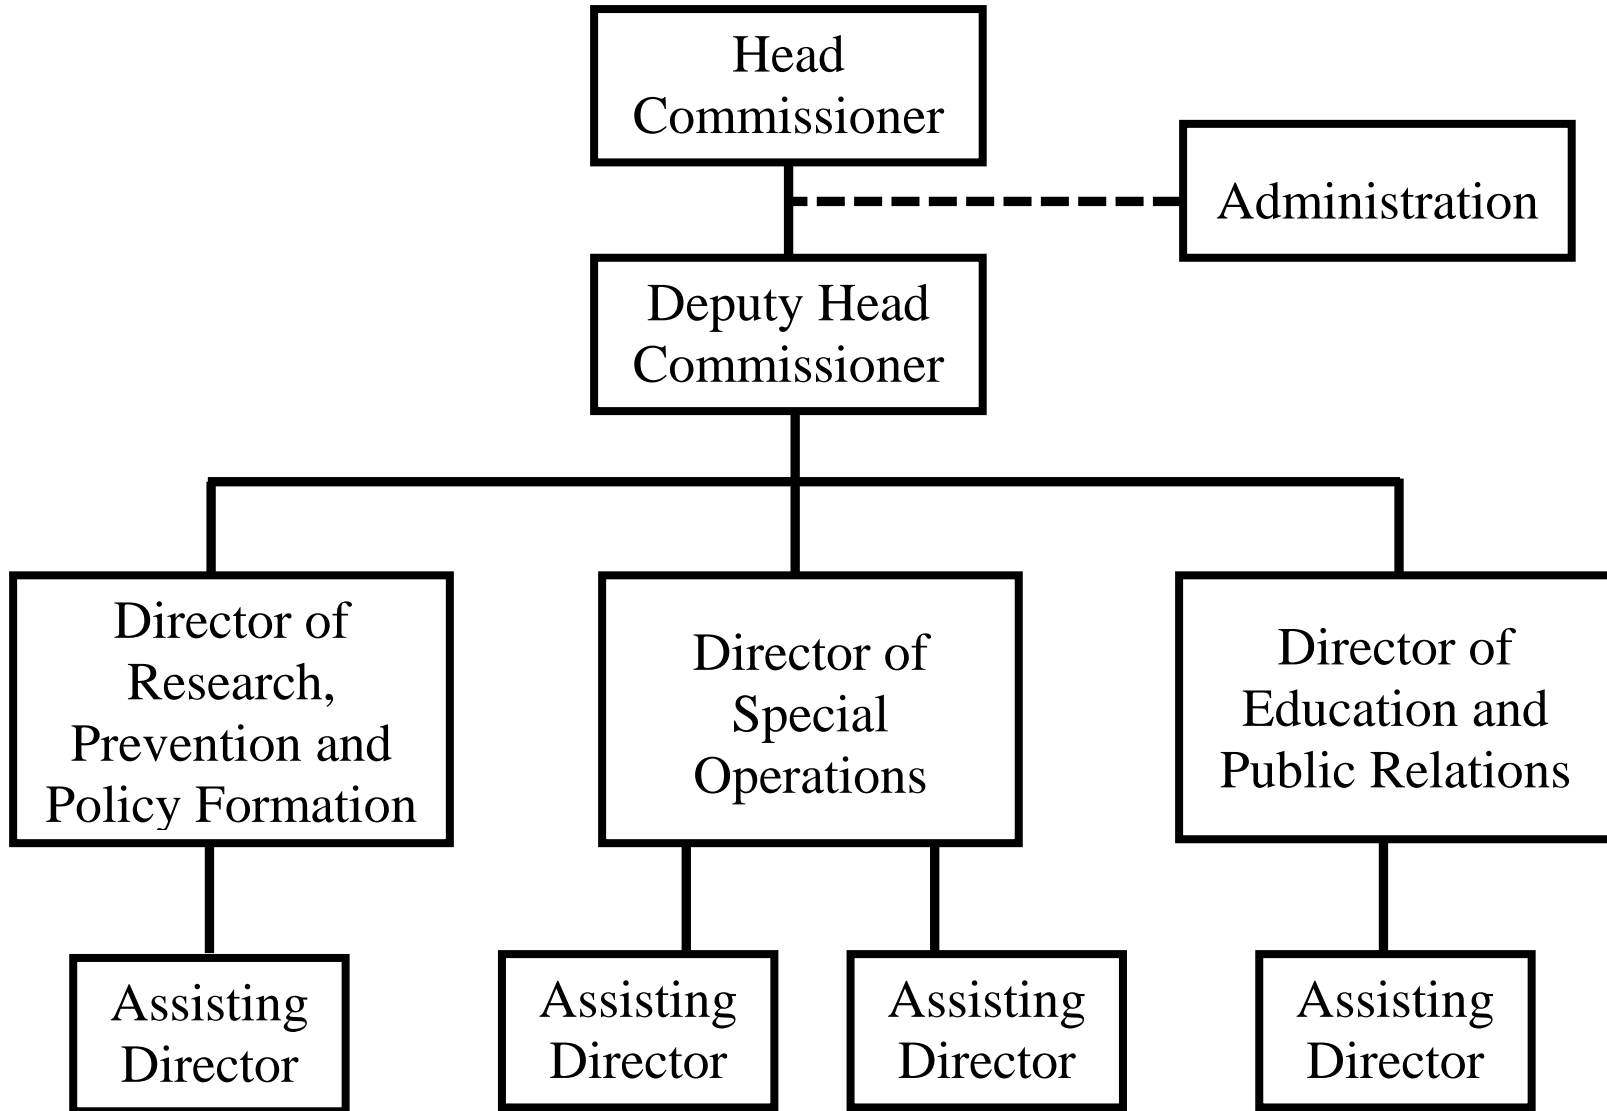 Head
Commissioner
Administration
Deputy Head
Commissioner
Director of
Research,
Prevention and
Policy Formation
Director of
Special
Operations
Director of
Education and
Public Relations
Assisting
Director
Assisting
Director
Assisting
Director
Assisting
Director